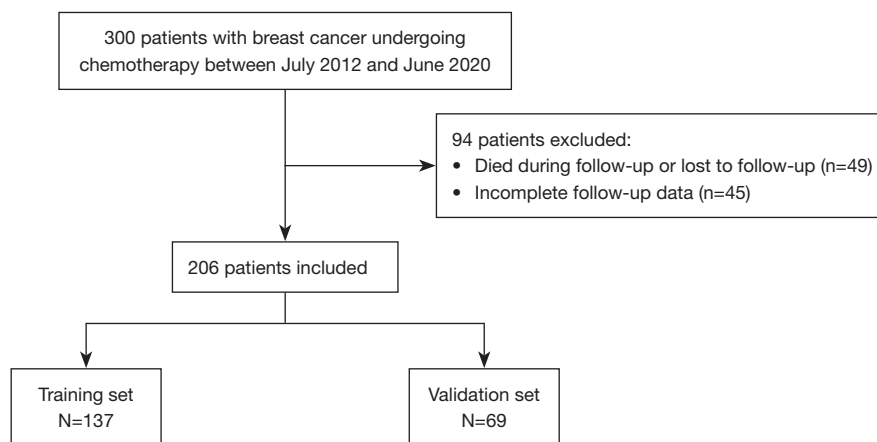 300 patients with breast cancer undergoing
chemotherapy between July 2012 and June 2020
94 patients excluded:
• Died during follow-up or lost to follow-up (n=49)
• Incomplete follow-up data (n=45)
206 patients included
Training set
N=137
Validation set
N=69